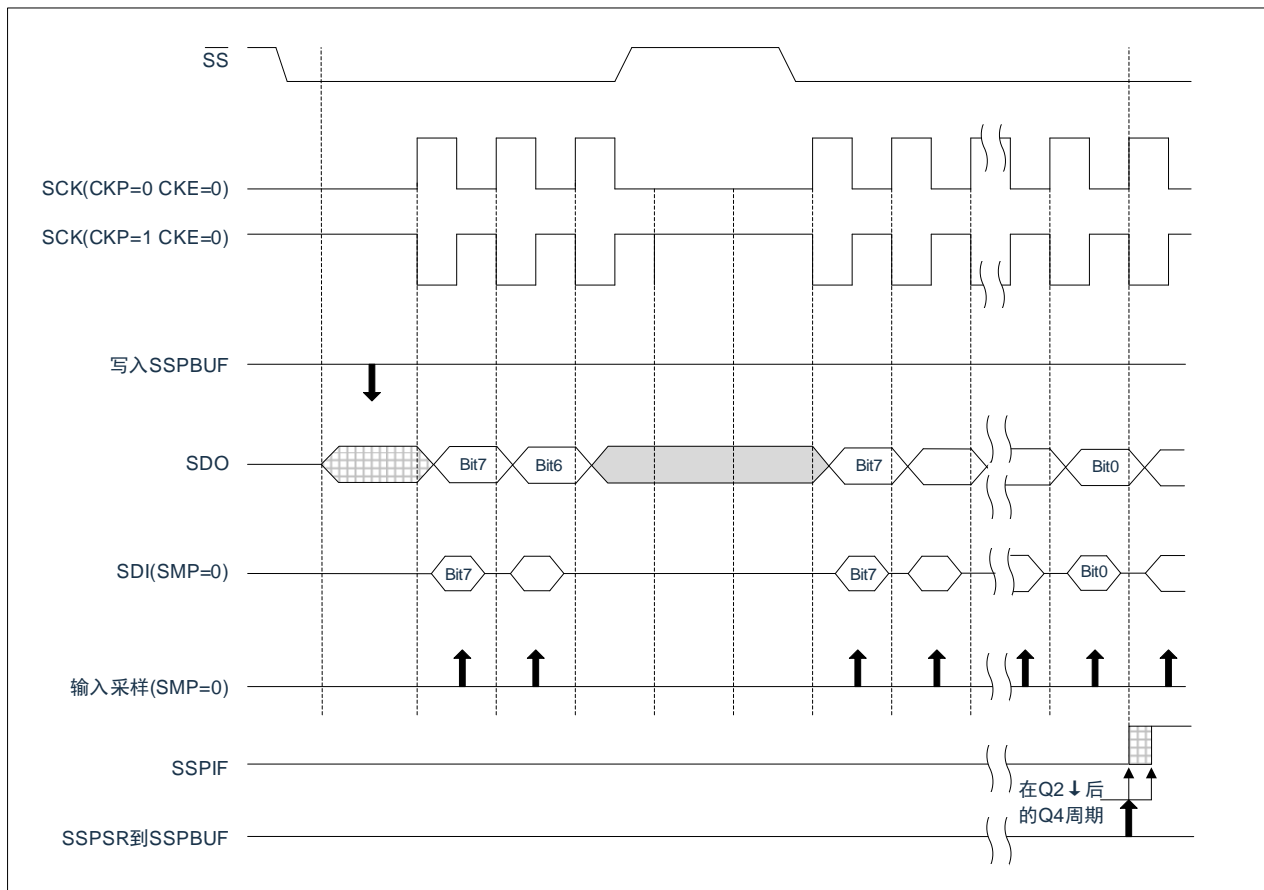 SS
SCK(CKP=0 CKE=0)
SCK(CKP=1 CKE=0)
写入SSPBUF
SDO
Bit7
Bit6
Bit7
Bit0
SDI(SMP=0)
Bit7
Bit7
Bit0
输入采样(SMP=0)
SSPIF
在Q2↓后
的Q4周期
SSPSR到SSPBUF